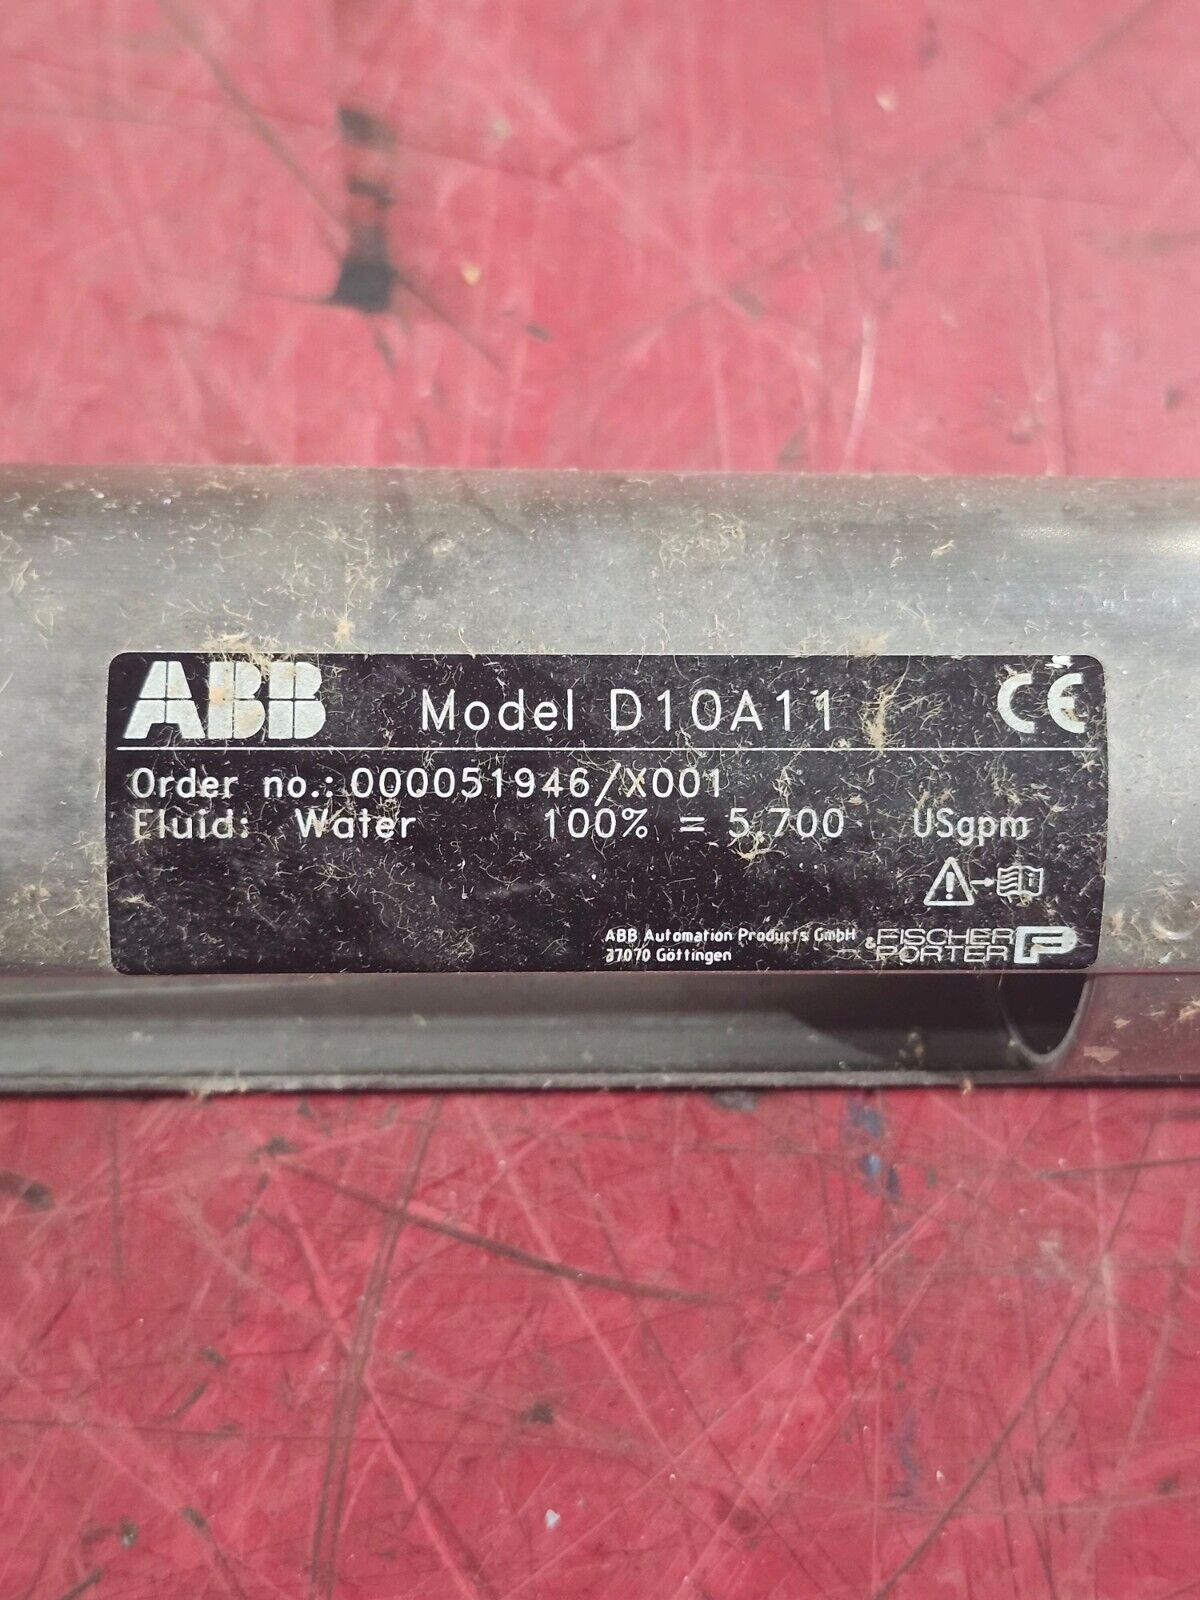 ABB Model D10A11 CE
Order no.: 000051946/X001
Fluid: Water 100% = 5.700 USgpm
ABB Automation Products GmbH
37070 Göttingen
FISCHER
& PORTER